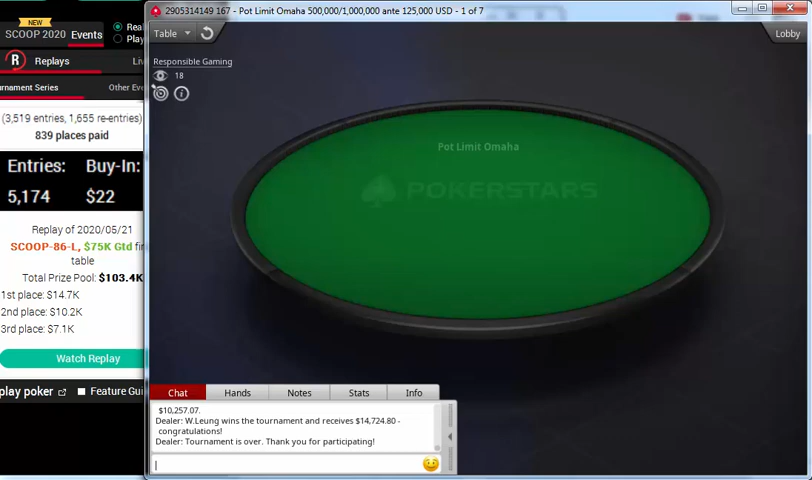 NEW
SCOOP 2020
Events
Rea
Play
R
Replays
Liv
urnament Series
Other Eve
(3,519 entries, 1,655 re-entries)
839 places paid
Entries: Buy-In:
5,174 $22
Replay of 2020/05/21
SCOOP-86-L, $75K Gtd fin
table
Total Prize Pool: $103.4K
1st place: $14.7K
2nd place: $10.2K
3rd place: $7.1K
Watch Replay
play poker
Feature Gui
2905314149 167 - Pot Limit Omaha 500,000/1,000,000 ante 125,000 USD - 1 of 7
Table
Lobby
Responsible Gaming
18
Pot Limit Omaha
POKERSTARS
Chat Hands Notes Stats Info
$10,257.07.
Dealer: W.Leung wins the tournament and receives $14,724.80 -
congratulations!
Dealer: Tournament is over. Thank you for participating!